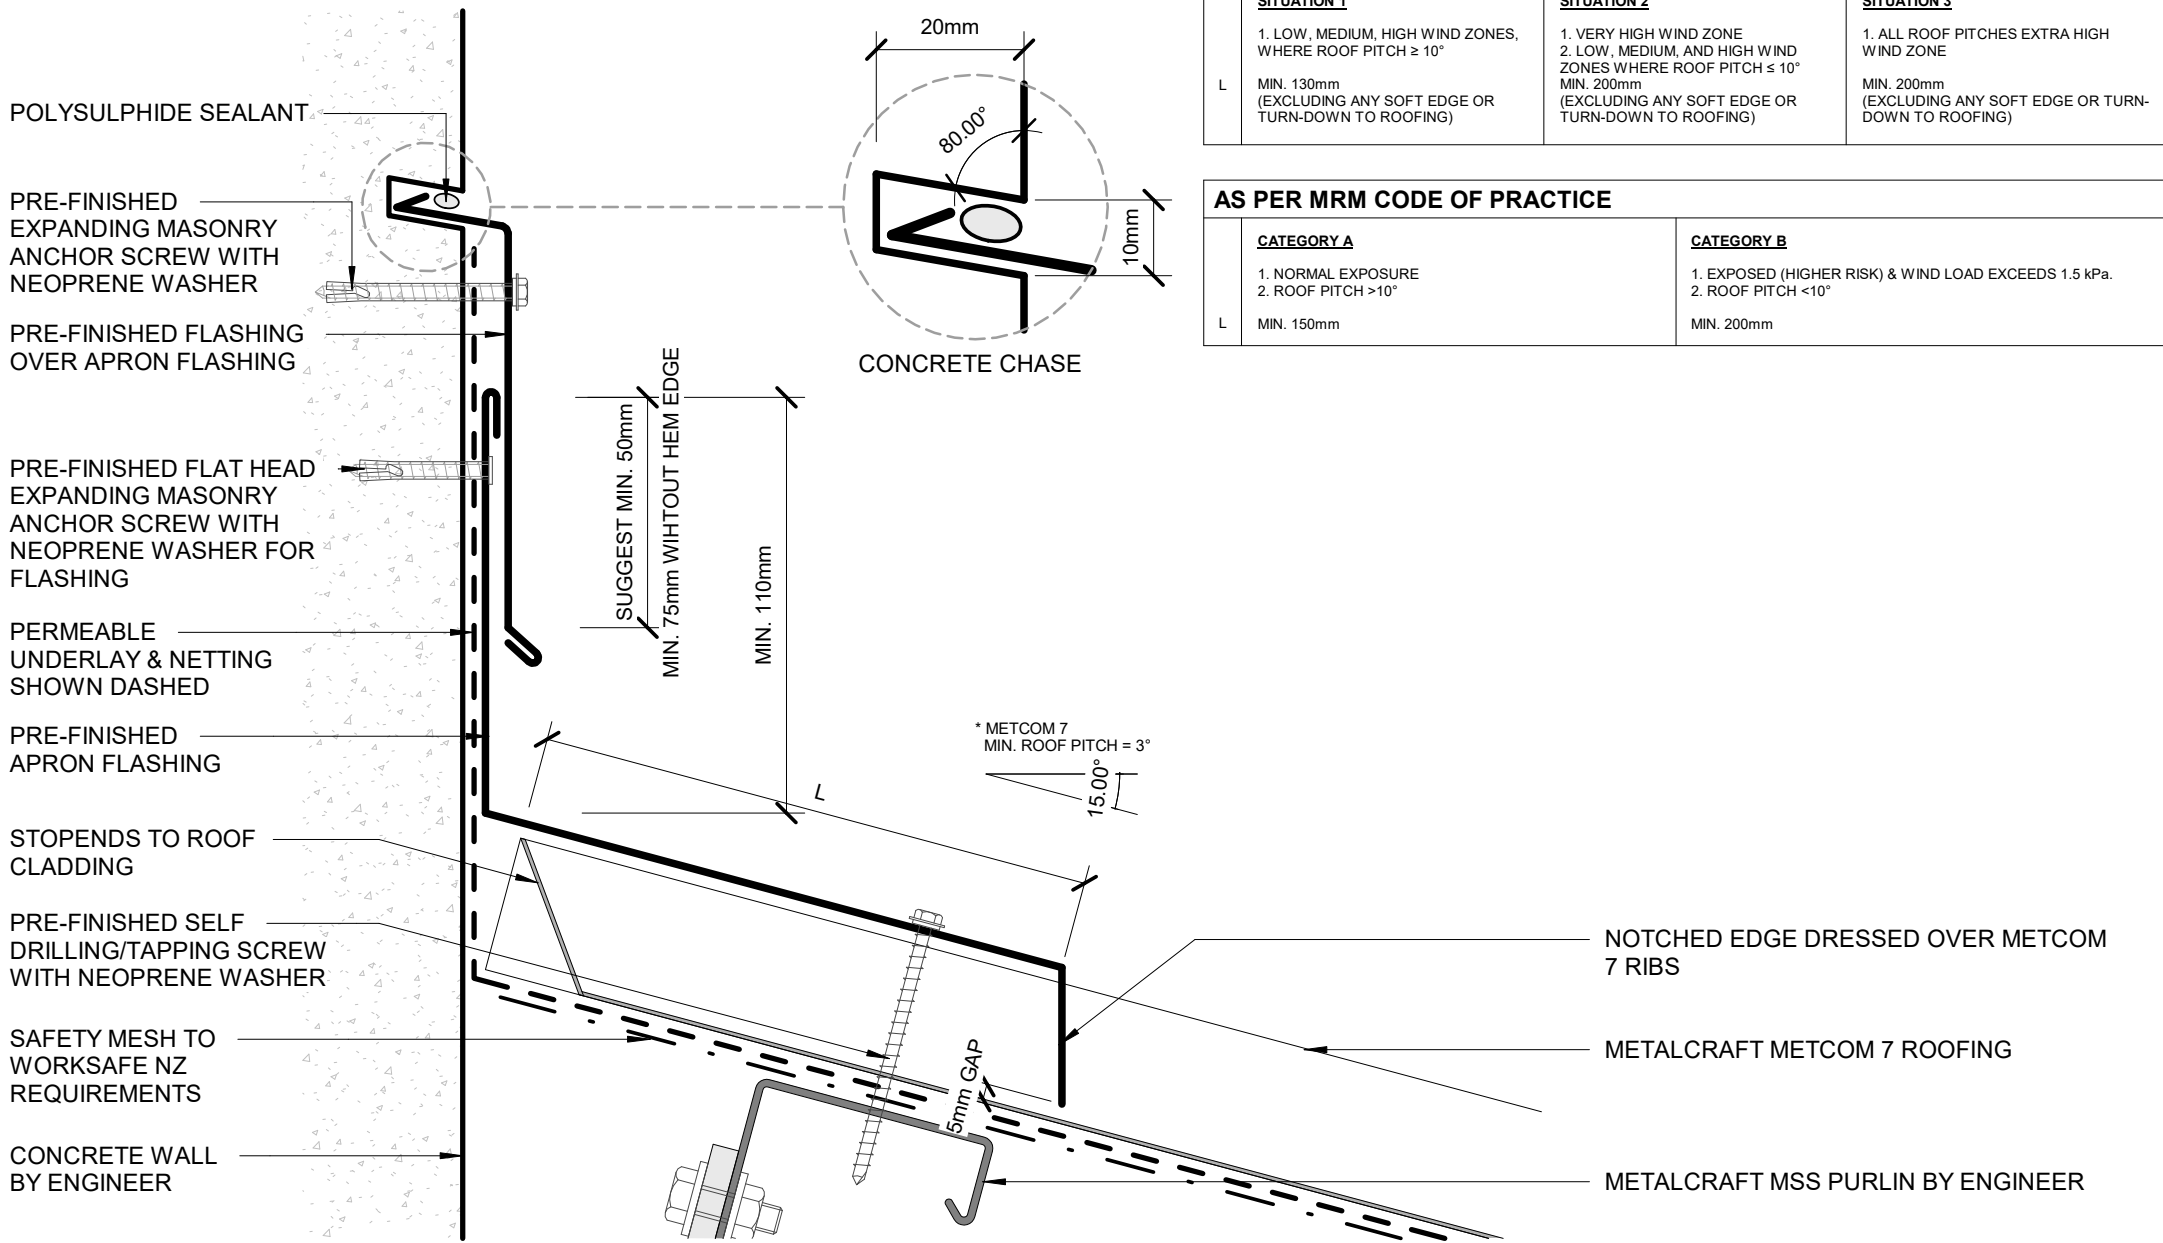 SITUATION 1
1. LOW, MEDIUM, HIGH WIND ZONES,
WHERE ROOF PITCH ≥ 10°
L
MIN. 130mm
(EXCLUDING ANY SOFT EDGE OR
TURN-DOWN TO ROOFING)
SITUATION 2
1. VERY HIGH WIND ZONE
2. LOW, MEDIUM, AND HIGH WIND
ZONES WHERE ROOF PITCH ≤ 10°
MIN. 200mm
(EXCLUDING ANY SOFT EDGE OR
TURN-DOWN TO ROOFING)
SITUATION 3
1. ALL ROOF PITCHES EXTRA HIGH
WIND ZONE
MIN. 200mm
(EXCLUDING ANY SOFT EDGE OR TURN-
DOWN TO ROOFING)
AS PER MRM CODE OF PRACTICE
CATEGORY A
1. NORMAL EXPOSURE
2. ROOF PITCH >10°
L
MIN. 150mm
CATEGORY B
1. EXPOSED (HIGHER RISK) & WIND LOAD EXCEEDS 1.5 kPa.
2. ROOF PITCH <10°
MIN. 200mm
20mm
80.00°
10mm
CONCRETE CHASE
POLYSULPHIDE SEALANT
PRE-FINISHED
EXPANDING MASONRY
ANCHOR SCREW WITH
NEOPRENE WASHER
PRE-FINISHED FLASHING
OVER APRON FLASHING
PRE-FINISHED FLAT HEAD
EXPANDING MASONRY
ANCHOR SCREW WITH
NEOPRENE WASHER FOR
FLASHING
PERMEABLE
UNDERLAY & NETTING
SHOWN DASHED
PRE-FINISHED
APRON FLASHING
STOPENDS TO ROOF
CLADDING
PRE-FINISHED SELF
DRILLING/TAPPING SCREW
WITH NEOPRENE WASHER
SAFETY MESH TO
WORKSAFE NZ
REQUIREMENTS
CONCRETE WALL
BY ENGINEER
SUGGEST MIN. 50mm
MIN. 75mm WIHTOUT HEM EDGE
MIN. 110mm
* METCOM 7
MIN. ROOF PITCH = 3°
15.00°
L
5mm GAP
NOTCHED EDGE DRESSED OVER METCOM
7 RIBS
METALCRAFT METCOM 7 ROOFING
METALCRAFT MSS PURLIN BY ENGINEER